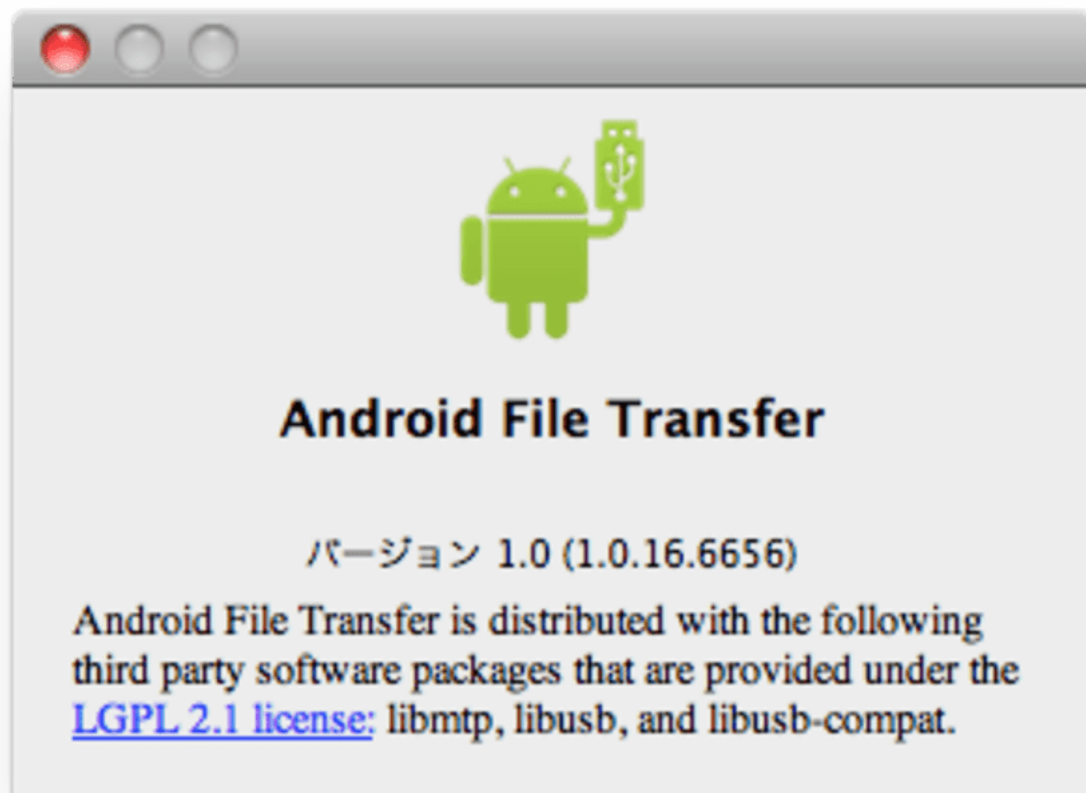 Android File Transfer
バージョン 1.0 (1.0.16.6656)
Android File Transfer is distributed with the following
third party software packages that are provided under the
LGPL 2.1 license: libmtp, libusb, and libusb-compat.